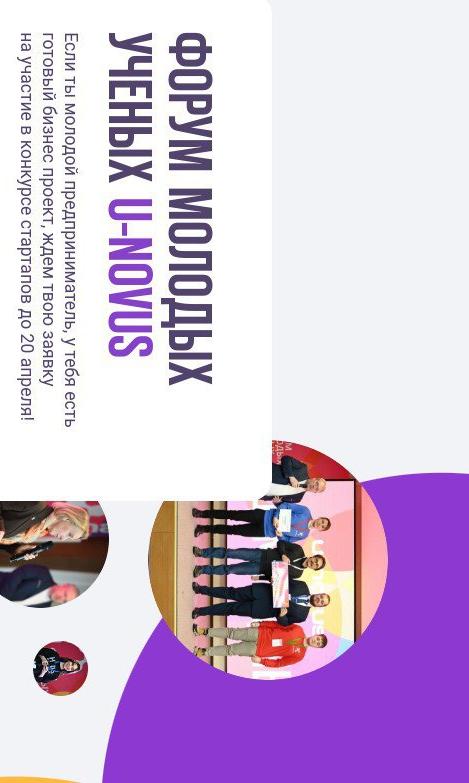 ФОРУМ МОЛОДЫХ
УЧЕНЫХ U-NOVUS
Если ты молодой предприниматель, у тебя есть
готовый бизнес проект, ждем твою заявку
на участие в конкурсе стартапов до 20 апреля!